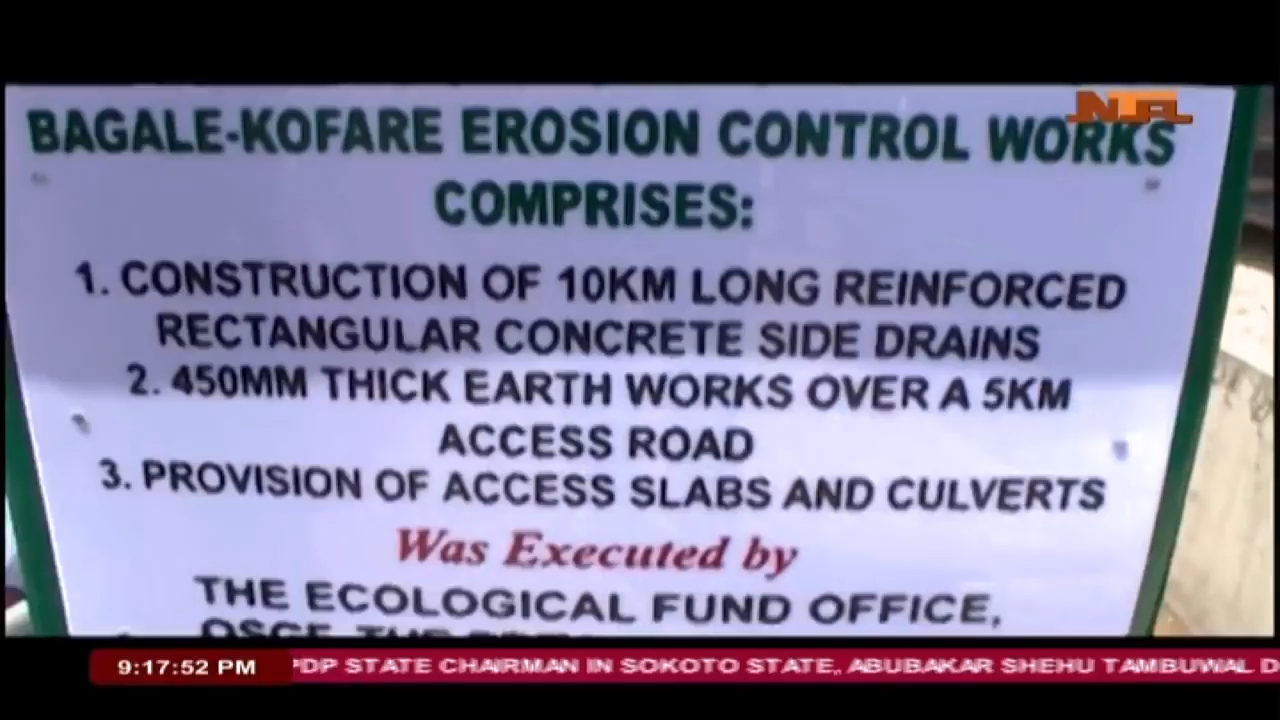 NTA
BAGALE-KOFARE EROSION CONTROL WORKS
COMPRISES:
1. CONSTRUCTION OF 10KM LONG REINFORCED
RECTANGULAR CONCRETE SIDE DRAINS
2. 450MM THICK EARTH WORKS OVER A 5KM
ACCESS ROAD
3. PROVISION OF ACCESS SLABS AND CULVERTS
Was Executed by
THE ECOLOGICAL FUND OFFICE,
OSGF, THE
9:17:52 PM PDP STATE CHAIRMAN IN SOKOTO STATE, ABUBAKAR SHEHU TAMBUWAL D